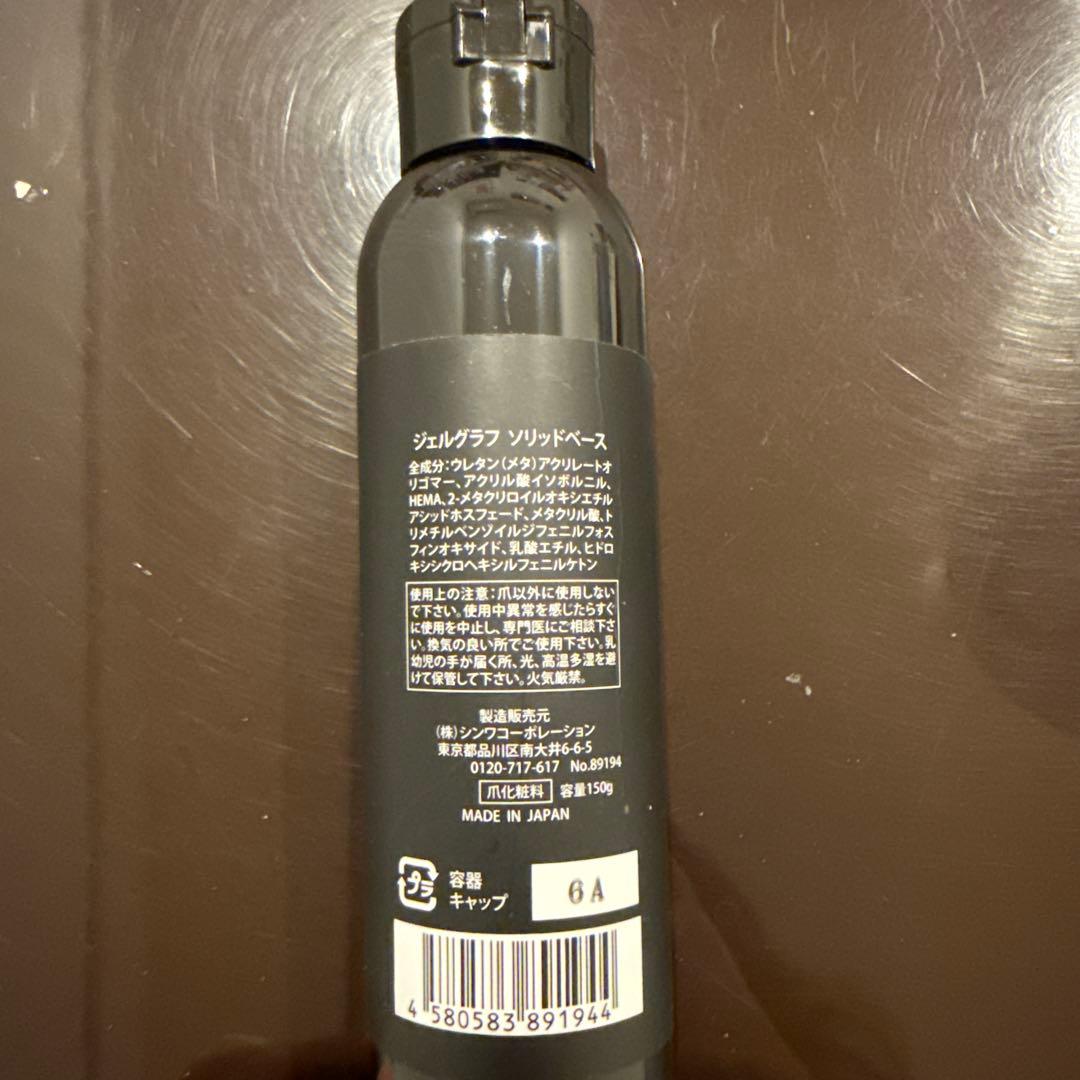 ジェルグラフ ソリッドベース
全成分：ウレタン（メタ）アクリレートオ
リゴマー、アクリル酸イソボルニル、
HEMA、2-メタクリロイルオキシエチル
アシッドホスフェード、メタクリル酸、ト
リメチルベンゾイルジフェニルフォス
フィンオキサイド、乳酸エチル、ヒドロ
キシシクロヘキシルフェニルケトン
使用上の注意：爪以外に使用しない
で下さい。使用中異常を感じたらすぐ
に使用を中止し、専門医にご相談下さ
い。換気の良い所でご使用下さい。乳
幼児の手が届く所、光、高温多湿を避
けて保管して下さい。火気厳禁。
製造販売元
（株）シンワコーポレーション
東京都品川区南大井6-6-5
0120-717-617 No.89194
爪化粧料 容量150g
MADE IN JAPAN
プラ 容器
キャップ
6A
4 580583 891944